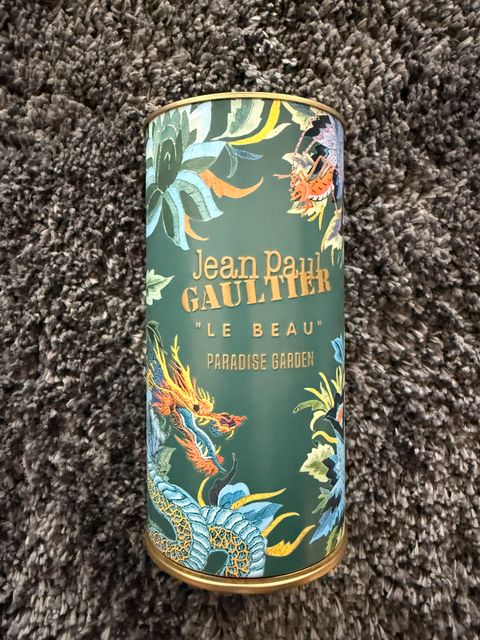 Jean Paul
GAULTIER
"LE BEAU"
PARADISE GARDEN